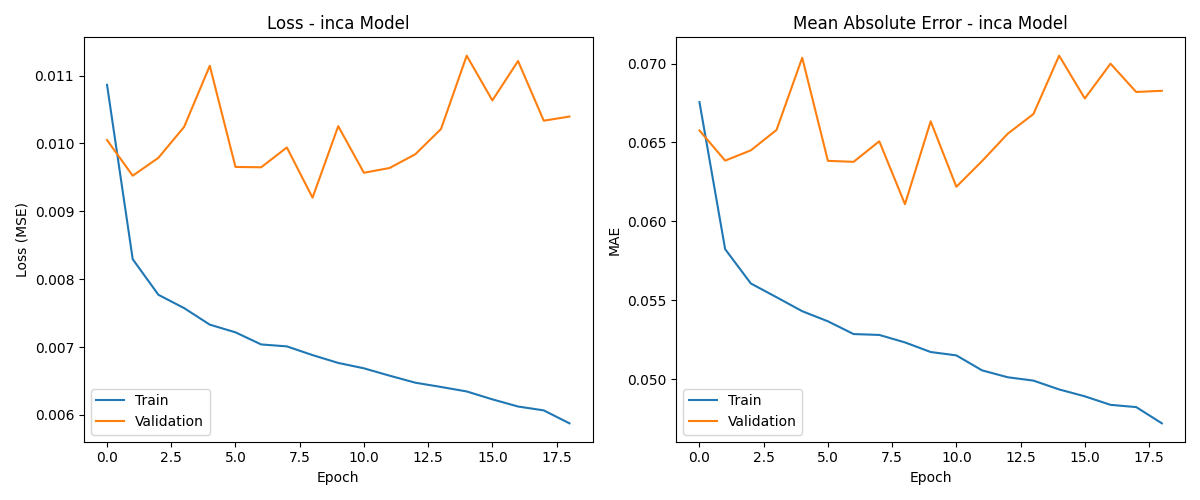 Loss - inca Model
Loss (MSE)
0.011
0.010
0.009
0.008
0.007
0.006
Train
Validation
0.0 2.5 5.0 7.5 10.0 12.5 15.0 17.5
Epoch
Mean Absolute Error - inca Model
MAE
0.070
0.065
0.060
0.055
0.050
Train
Validation
0.0 2.5 5.0 7.5 10.0 12.5 15.0 17.5
Epoch